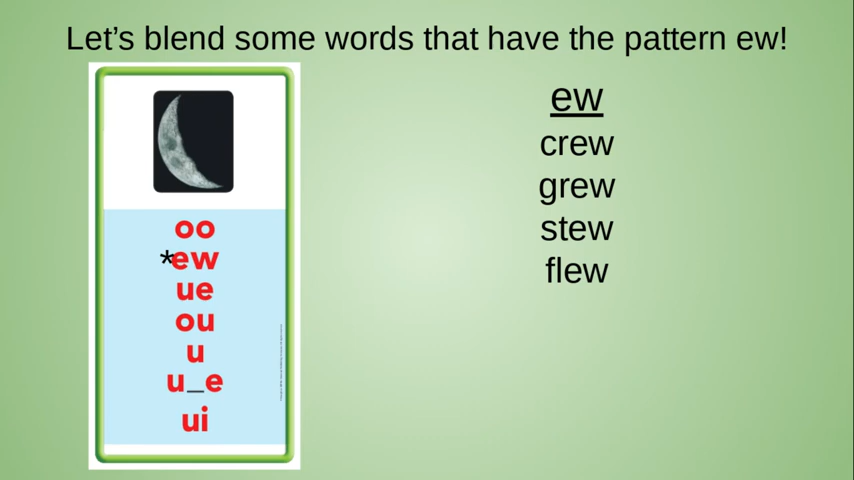 Let’s blend some words that have the pattern ew!
oo
*ew
ue
ou
u
u_e
ui
ew
crew
grew
stew
flew